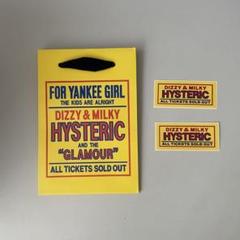 FOR YANKEE GIRL
THE KIDS ARE ALRIGHT
DIZZY & MILKY
HYSTERIC
AND THE
"GLAMOUR"
ALL TICKETS SOLD OUT
DIZZY & MILKY
HYSTERIC
ALL TICKETS SOLD OUT
DIZZY & MILKY
HYSTERIC
ALL TICKETS SOLD OUT